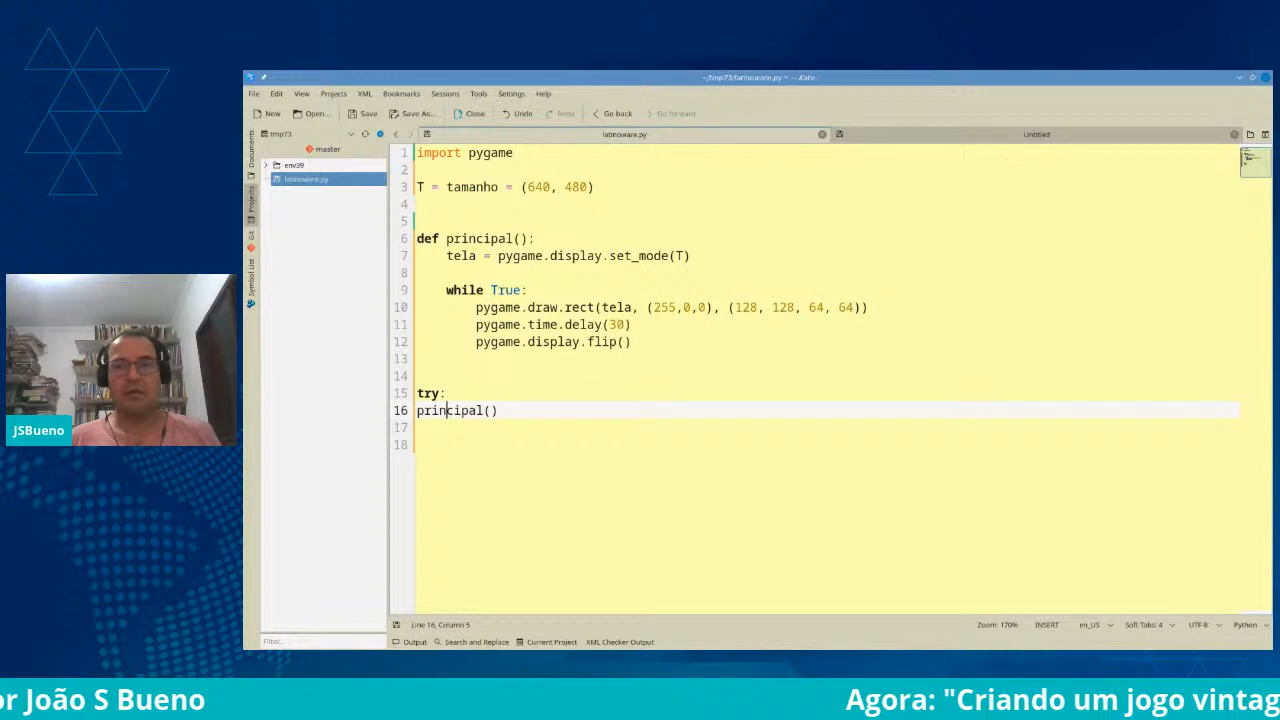 ~/tmp73/latinoware.py * — Kate
File Edit View Projects XML Bookmarks Sessions Tools Settings Help
New Open... Save Save As... Close Undo Redo Go back Go forward
tmp73
latinoware.py
Untitled
master
env39
latinoware.py
Documents
Projects
Git
Symbol List
1 import pygame
2
3 T = tamanho = (640, 480)
4
5
6 def principal():
7 tela = pygame.display.set_mode(T)
8
9 while True:
10 pygame.draw.rect(tela, (255,0,0), (128, 128, 64, 64))
11 pygame.time.delay(30)
12 pygame.display.flip()
13
14
15 try:
16 principal()
17
18
JSBueno
Filter...
Line 16, Column 5
Zoom: 170% INSERT en_US Soft Tabs: 4 UTF-8 Python
Output Search and Replace Current Project XML Checker Output
or João S Bueno
Agora: "Criando um jogo vintag